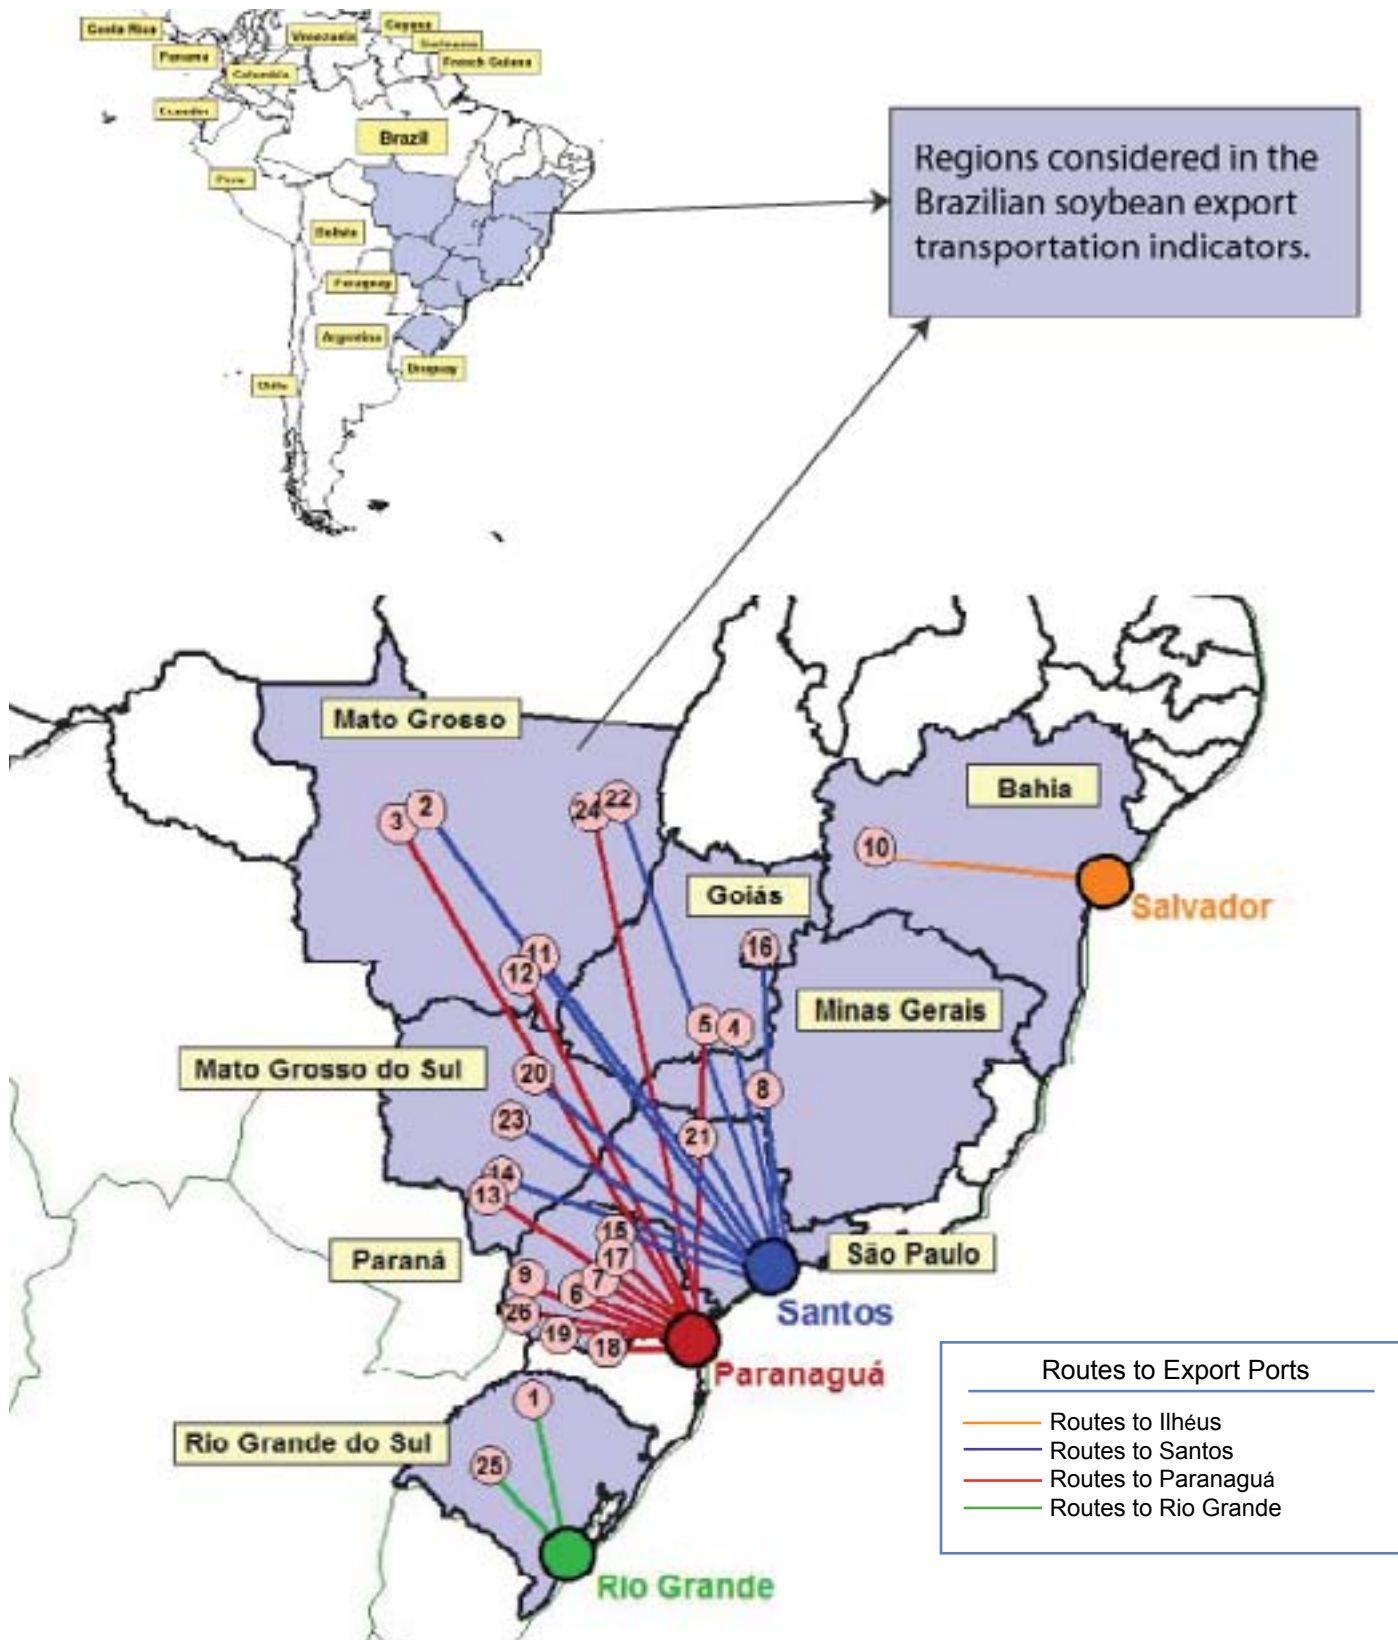 Costa Rica
Panama
Venezuela
Guyana
Suriname
French Guiana
Colombia
Ecuador
Brazil
Peru
Bolivia
Paraguay
Argentina
Uruguay
Chile
Regions considered in the
Brazilian soybean export
transportation indicators.
Mato Grosso
Bahia
3
2
24
22
10
Goiás
Salvador
16
11
12
Minas Gerais
5
4
Mato Grosso do Sul
20
8
23
21
14
13
15
17
Paraná
São Paulo
9
7
6
Santos
26
19
18
Paranaguá
1
Rio Grande do Sul
25
Rio Grande
Routes to Export Ports
Routes to Ilhéus
Routes to Santos
Routes to Paranaguá
Routes to Rio Grande